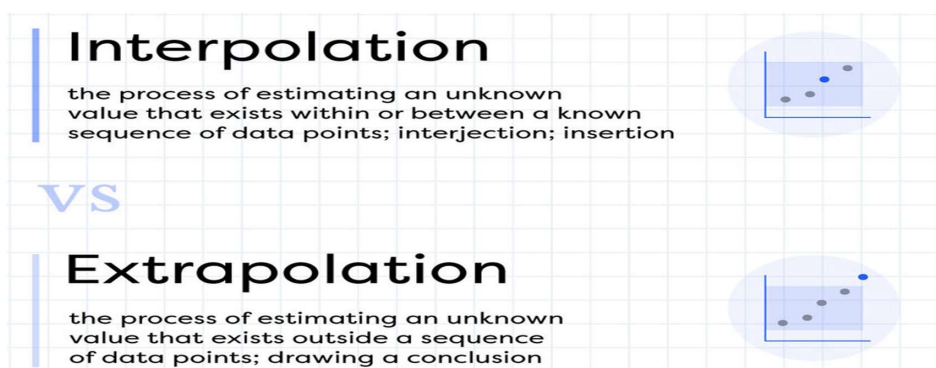 Interpolation
the process of estimating an unknown
value that exists within or between a known
sequence of data points; interjection; insertion
vs
Extrapolation
the process of estimating an unknown
value that exists outside a sequence
of data points; drawing a conclusion